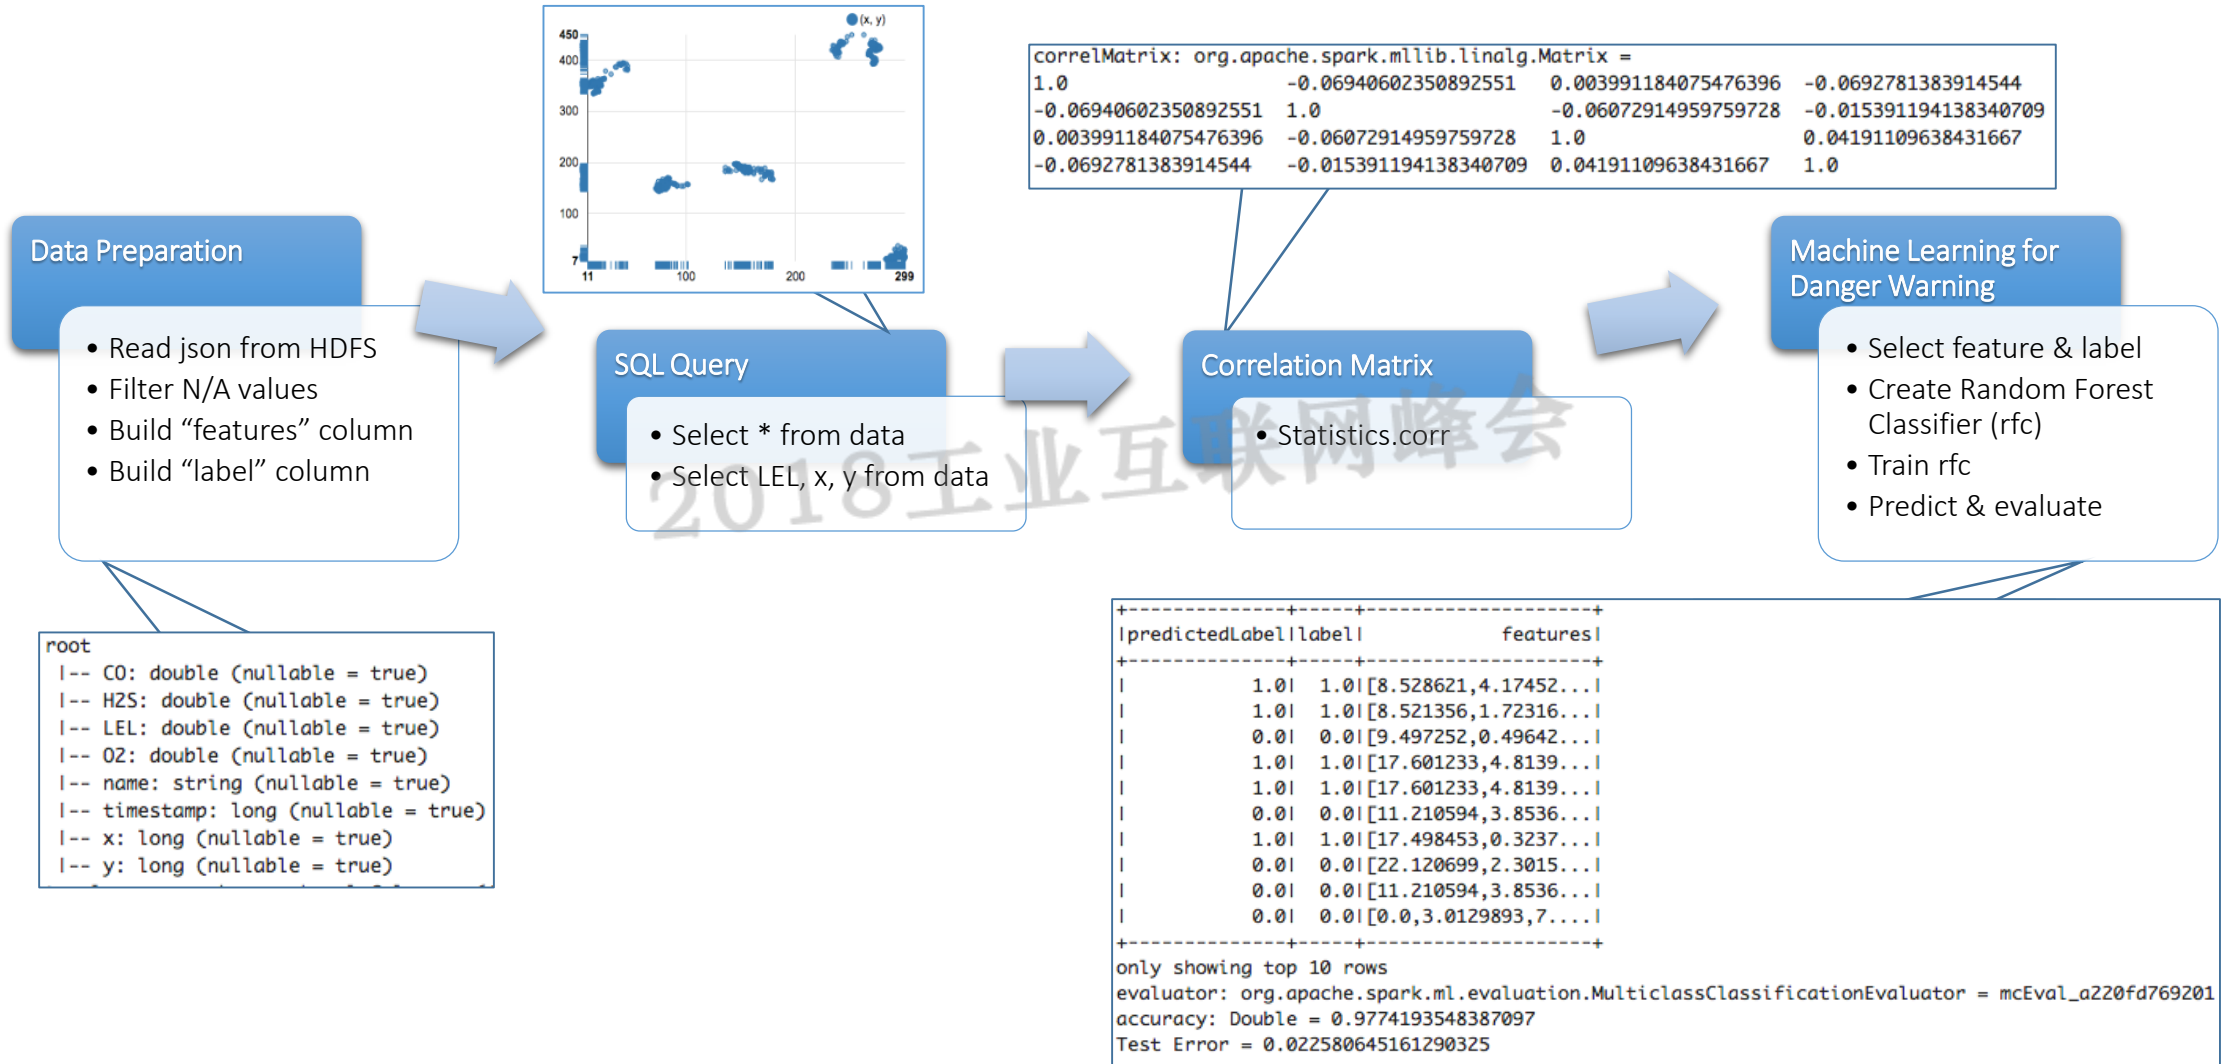 (x, y)
450
400
300
200
100
7
11
100
200
299
correlMatrix: org.apache.spark.mllib.linalg.Matrix =
1.0 -0.06940602350892551 0.003991184075476396 -0.0692781383914544
-0.06940602350892551 1.0 -0.06072914959759728 -0.015391194138340709
0.003991184075476396 -0.06072914959759728 1.0 0.04191109638431667
-0.0692781383914544 -0.015391194138340709 0.04191109638431667 1.0
Data Preparation
• Read json from HDFS
• Filter N/A values
• Build “features” column
• Build “label” column
SQL Query
• Select * from data
• Select LEL, x, y from data
Correlation Matrix
• Statistics.corr
Machine Learning for
Danger Warning
• Select feature & label
• Create Random Forest
Classifier (rfc)
• Train rfc
• Predict & evaluate
2018工业互联网峰会
root
|-- CO: double (nullable = true)
|-- H2S: double (nullable = true)
|-- LEL: double (nullable = true)
|-- O2: double (nullable = true)
|-- name: string (nullable = true)
|-- timestamp: long (nullable = true)
|-- x: long (nullable = true)
|-- y: long (nullable = true)
+--------------+-----+--------------------+
|predictedLabel|label|            features|
+--------------+-----+--------------------+
|           1.0|  1.0|[8.528621,4.17452...|
|           1.0|  1.0|[8.521356,1.72316...|
|           0.0|  0.0|[9.497252,0.49642...|
|           1.0|  1.0|[17.601233,4.8139...|
|           1.0|  1.0|[17.601233,4.8139...|
|           0.0|  0.0|[11.210594,3.8536...|
|           1.0|  1.0|[17.498453,0.3237...|
|           0.0|  0.0|[22.120699,2.3015...|
|           0.0|  0.0|[11.210594,3.8536...|
|           0.0|  0.0|[0.0,3.0129893,7....|
+--------------+-----+--------------------+
only showing top 10 rows
evaluator: org.apache.spark.ml.evaluation.MulticlassClassificationEvaluator = mcEval_a220fd769201
accuracy: Double = 0.9774193548387097
Test Error = 0.022580645161290325